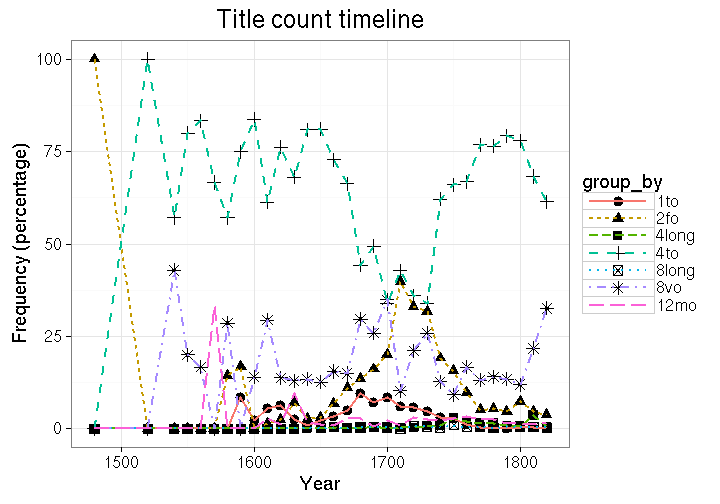 Title count timeline
100
75
50
25
0
Frequency (percentage)
1500
1600
1700
1800
Year
group_by
1to
2fo
4long
4to
8long
8vo
12mo